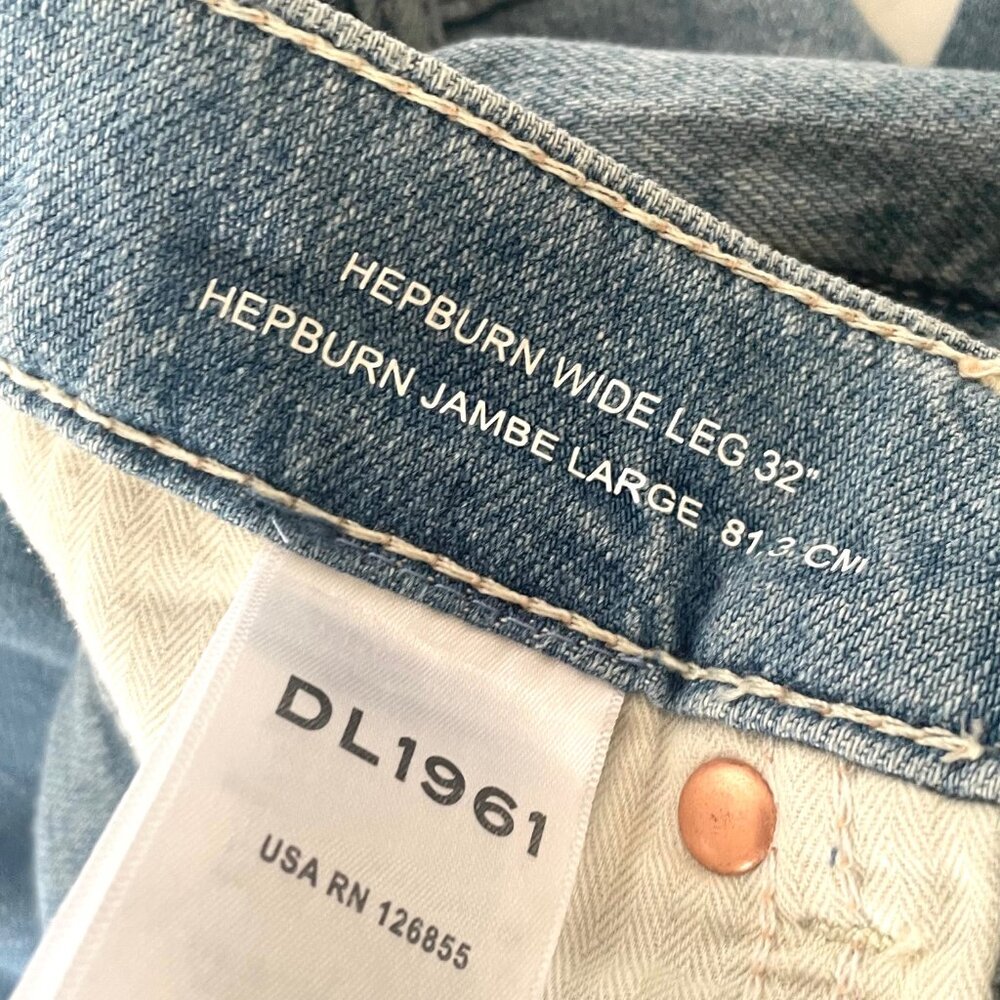 HEPBURN WIDE LEG 32"
HEPBURN JAMBE LARGE 81,3 CM
DL1961
USA RN 126855